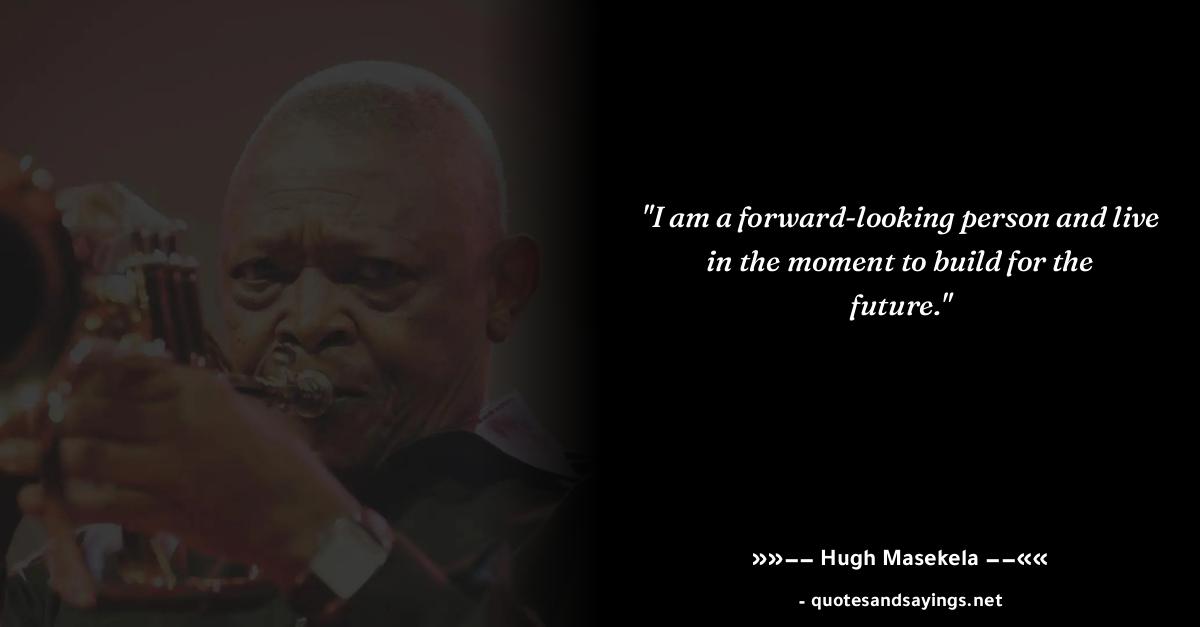 "I am a forward-looking person and live
in the moment to build for the
future."
»»−− Hugh Masekela −−««
- quotesandsayings.net